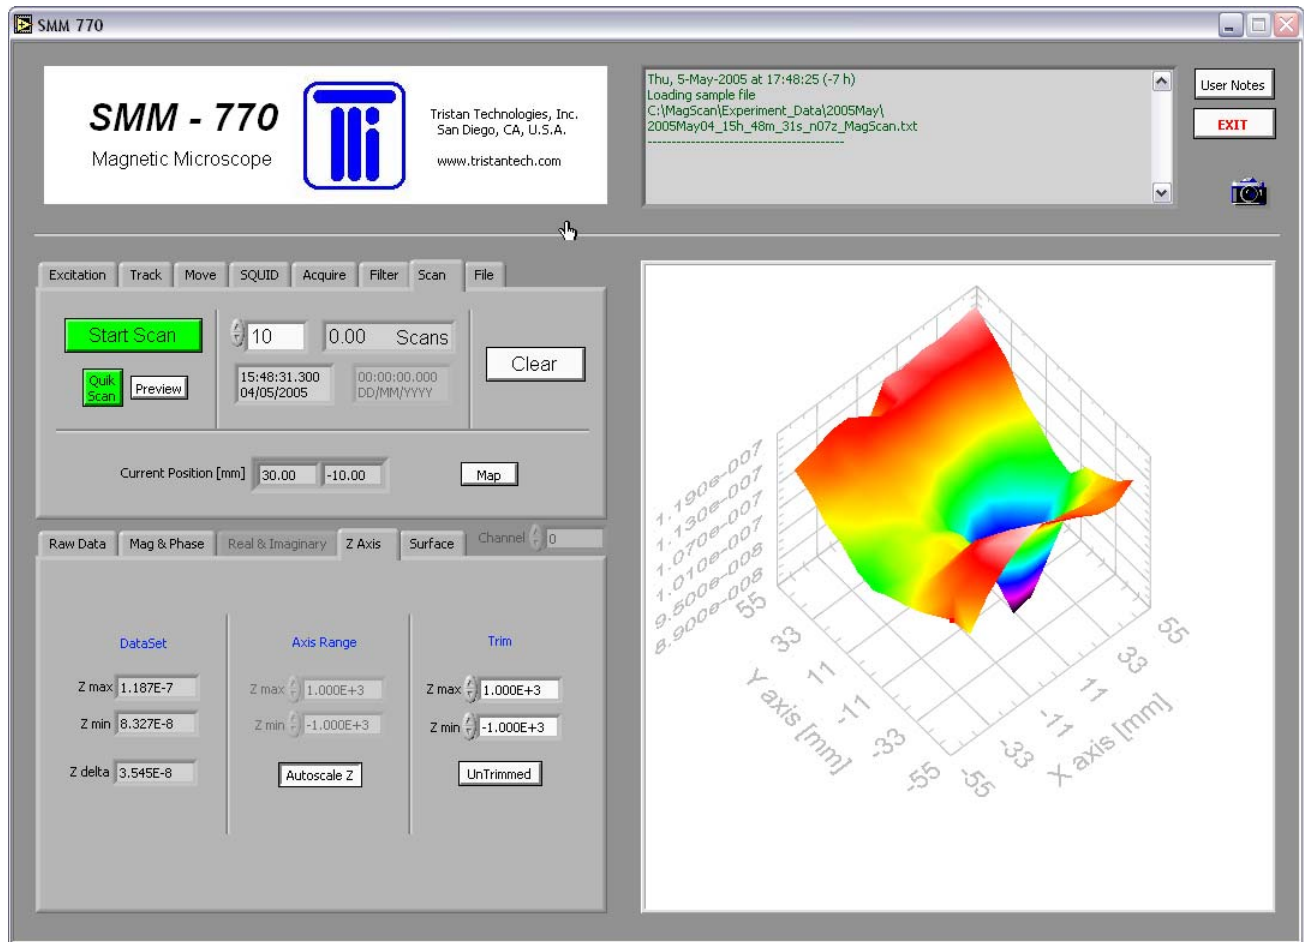 SMM 770
SMM - 770
Magnetic Microscope
Tristan Technologies, Inc.
San Diego, CA, U.S.A.
www.tristantech.com
Thu, 5-May-2005 at 17:48:25 (-7 h)
Loading sample file
C:\MagScan\Experiment_Data\2005May\
2005May04_15h_48m_31s_n07z_MagScan.txt
----------------------------------------
User Notes
EXIT
Excitation Track Move SQUID Acquire Filter Scan File
Start Scan
10
0.00 Scans
Clear
Quik
Scan
Preview
15:48:31.300
04/05/2005
00:00:00.000
DD/MM/YYYY
Current Position [mm] 30.00 -10.00
Map
Raw Data Mag & Phase Real & Imaginary Z Axis Surface Channel 0
DataSet
Z max 1.187E-7
Z min 8.327E-8
Z delta 3.545E-8
Axis Range
Z max 1.000E+3
Z min -1.000E+3
Autoscale Z
Trim
Z max 1.000E+3
Z min -1.000E+3
UnTrimmed
1.190e-007
1.130e-007
1.070e-007
1.010e-007
9.500e-008
8.900e-008
55
33
11
-11
-33
-55
Y axis [mm]
-55
-33
-11
11
33
55
X axis [mm]